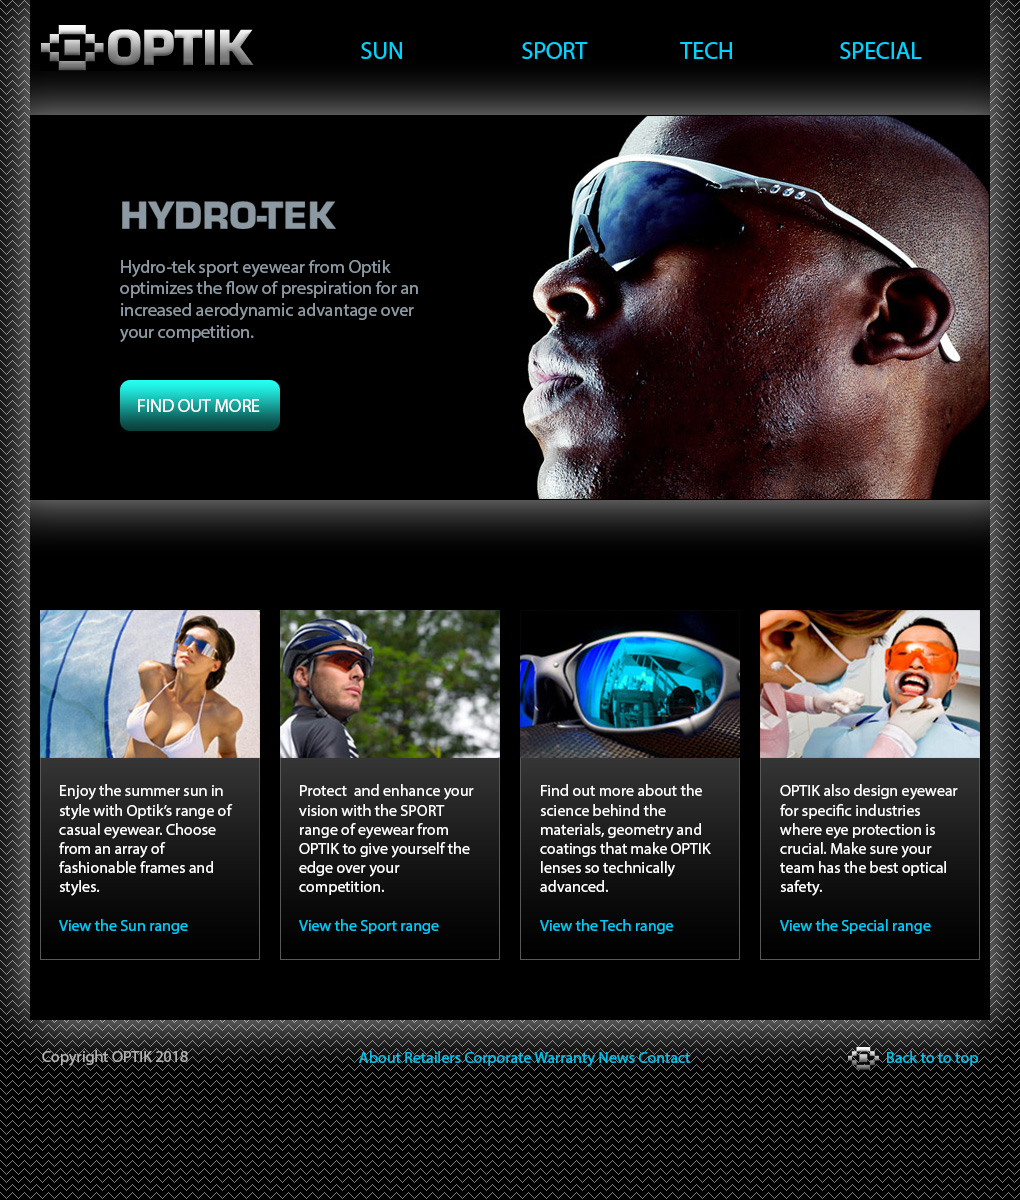 OPTIK
SUN SPORT TECH SPECIAL
HYDRO-TEK
Hydro-tek sport eyewear from Optik
optimizes the flow of prespiration for an
increased aerodynamic advantage over
your competition.
FIND OUT MORE
Enjoy the summer sun in
style with Optik's range of
casual eyewear. Choose
from an array of
fashionable frames and
styles.
View the Sun range
Protect and enhance your
vision with the SPORT
range of eyewear from
OPTIK to give yourself the
edge over your
competition.
View the Sport range
Find out more about the
science behind the
materials, geometry and
coatings that make OPTIK
lenses so technically
advanced.
View the Tech range
OPTIK also design eyewear
for specific industries
where eye protection is
crucial. Make sure your
team has the best optical
safety.
View the Special range
Copyright OPTIK 2018
About Retailers Corporate Warranty News Contact
Back to to top